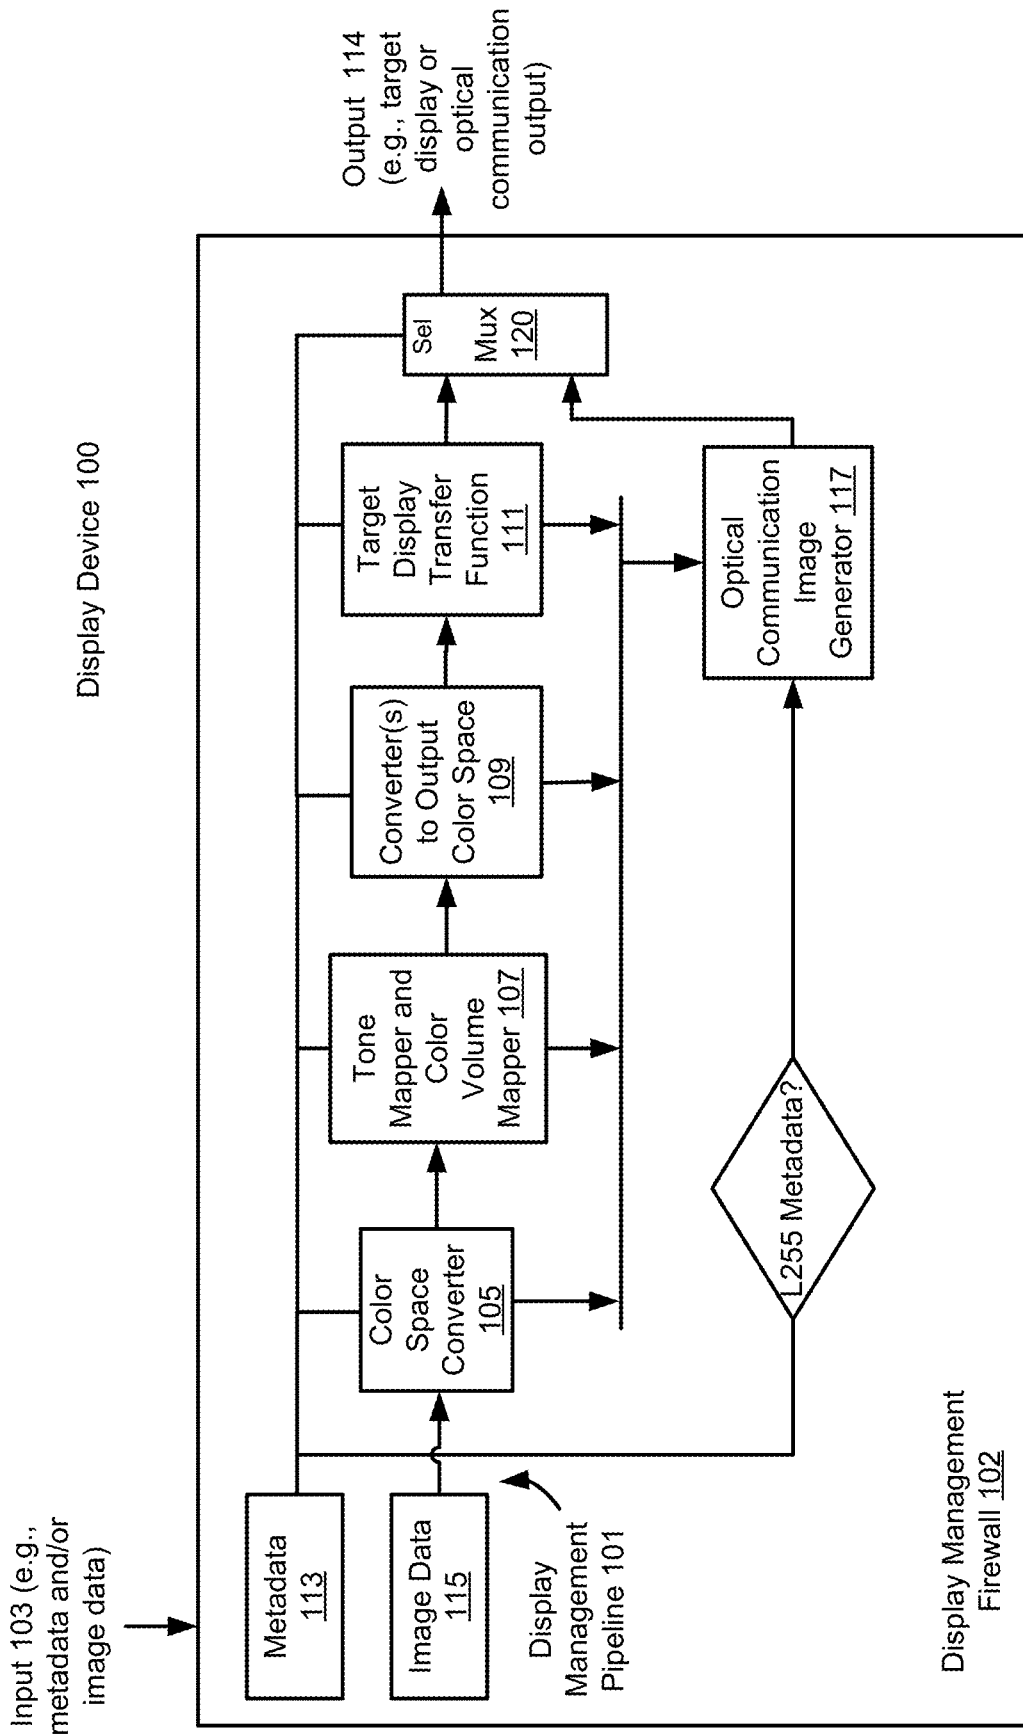 Display Device 100
Input 103 (e.g.,
metadata and/or
image data)
Metadata
113
Image Data
115
Display
Management
Pipeline 101
Color
Space
Converter
105
Tone
Mapper and
Color
Volume
Mapper 107
Converter(s)
to Output
Color Space
109
Target
Display
Transfer
Function
111
Sel
Mux
120
Output 114
(e.g., target
display or
optical
communication
output)
L255 Metadata?
Optical
Communication
Image
Generator 117
Display Management
Firewall 102